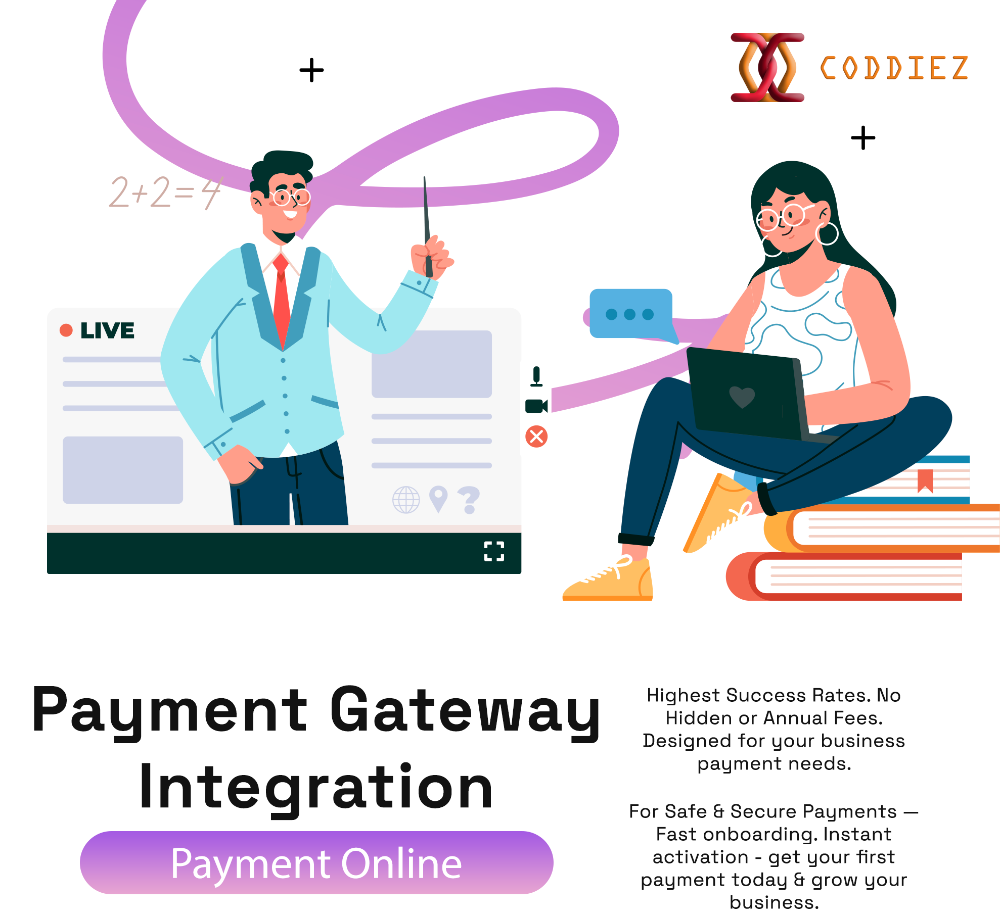 CODDIEZ
2+2=4
LIVE
?
Payment Gateway
Integration
Payment Online
Highest Success Rates. No
Hidden or Annual Fees.
Designed for your business
payment needs.
For Safe & Secure Payments —
Fast onboarding. Instant
activation - get your first
payment today & grow your
business.